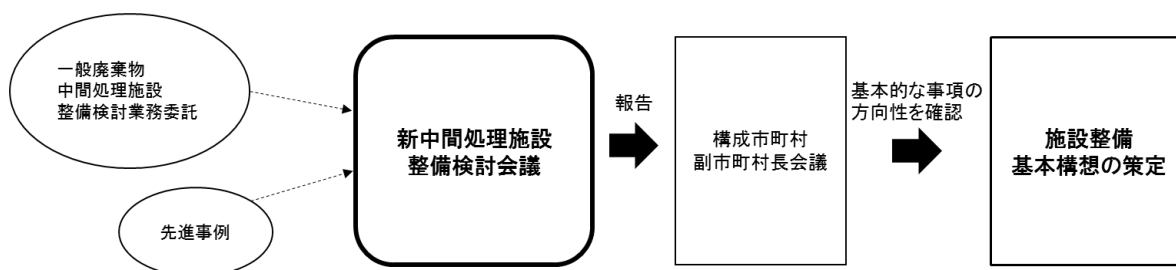 一般廃棄物
中間処理施設
整備検討業務委託
先進事例
新中間処理施設
整備検討会議
報告
構成市町村
副市町村長会議
基本的な事項の
方向性を確認
施設整備
基本構想の策定